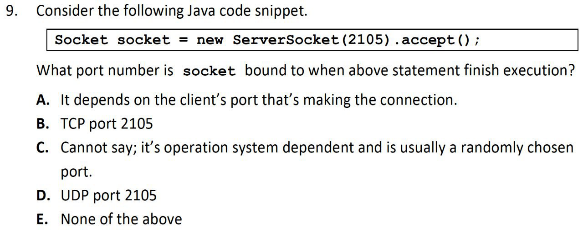 9. Consider the following Java code snippet.
Socket socket = new ServerSocket(2105).accept();
What port number is socket bound to when above statement finish execution?
A. It depends on the client's port that's making the connection.
B. TCP port 2105
C. Cannot say; it's operation system dependent and is usually a randomly chosen
port.
D. UDP port 2105
E. None of the above